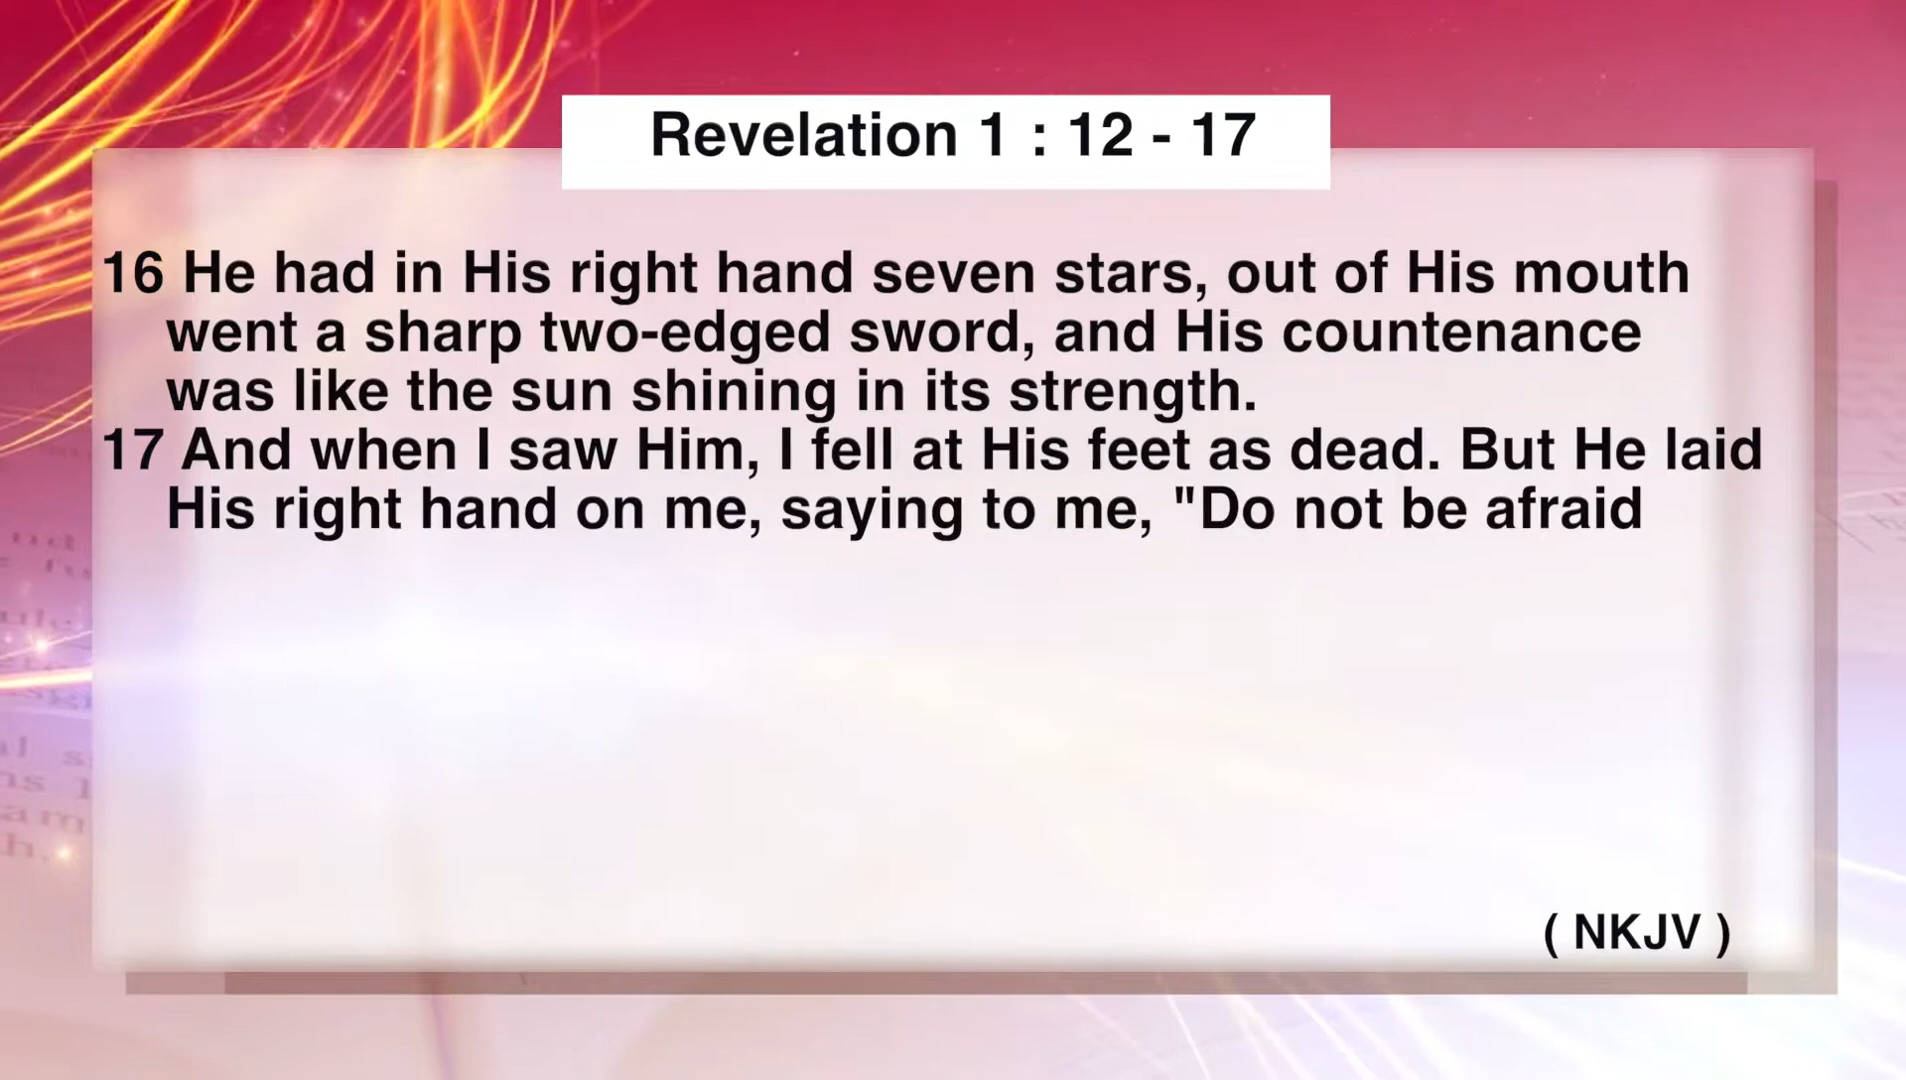 Revelation 1 : 12 - 17
16 He had in His right hand seven stars, out of His mouth
went a sharp two-edged sword, and His countenance
was like the sun shining in its strength.
17 And when I saw Him, I fell at His feet as dead. But He laid
His right hand on me, saying to me, "Do not be afraid
( NKJV )